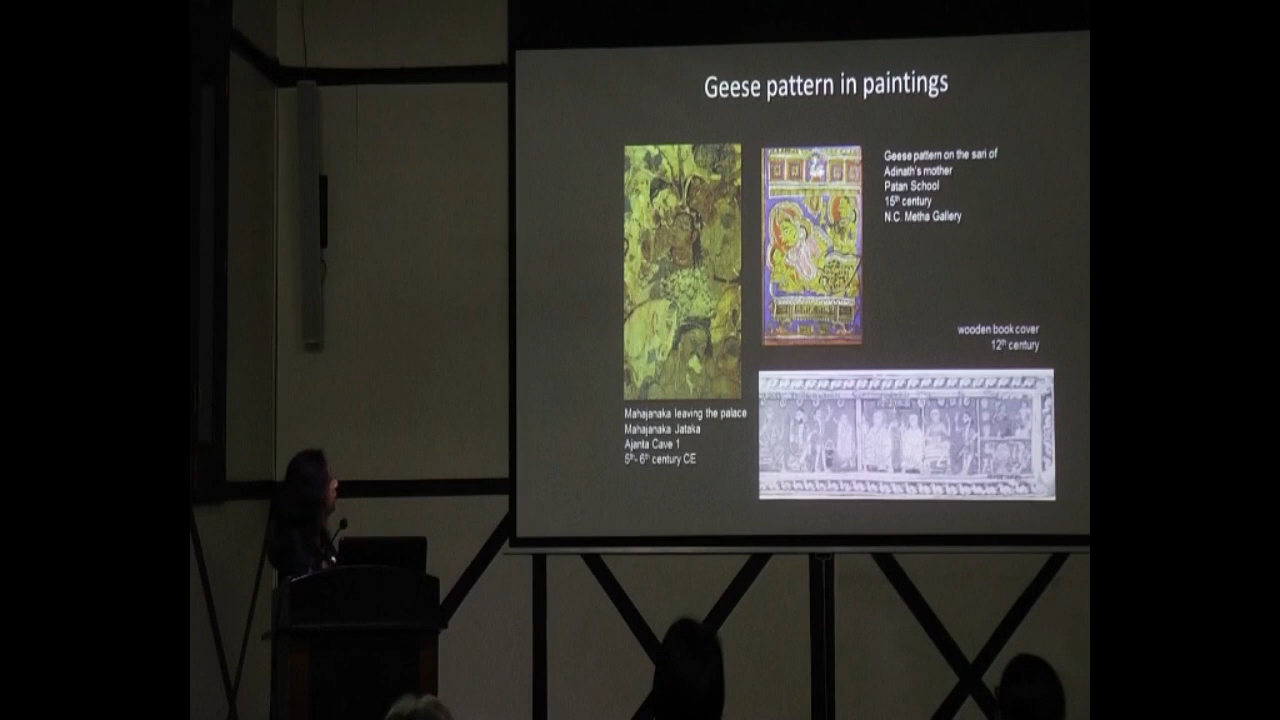 Geese pattern in paintings
Geese pattern on the sari of
Adinath's mother
Patan School
15th century
N.C. Metha Gallery
wooden book cover
12th century
Mahajanaka leaving the palace
Mahajanaka Jataka
Ajanta Cave 1
5th- 6th century CE